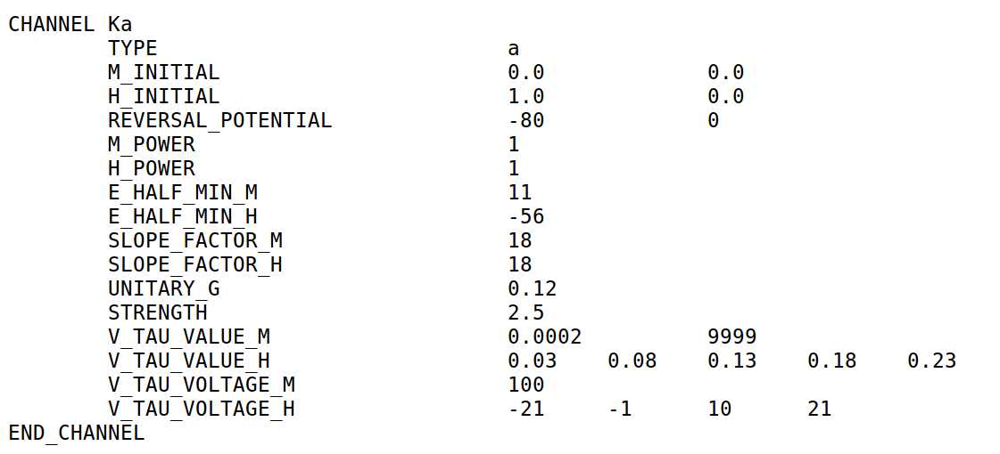 CHANNEL Ka
TYPE a
M_INITIAL 0.0 0.0
H_INITIAL 1.0 0.0
REVERSAL_POTENTIAL -80 0
M_POWER 1
H_POWER 1
E_HALF_MIN_M 11
E_HALF_MIN_H -56
SLOPE_FACTOR_M 18
SLOPE_FACTOR_H 18
UNITARY_G 0.12
STRENGTH 2.5
V_TAU_VALUE_M 0.0002 9999
V_TAU_VALUE_H 0.03 0.08 0.13 0.18 0.23
V_TAU_VOLTAGE_M 100
V_TAU_VOLTAGE_H -21 -1 10 21
END_CHANNEL